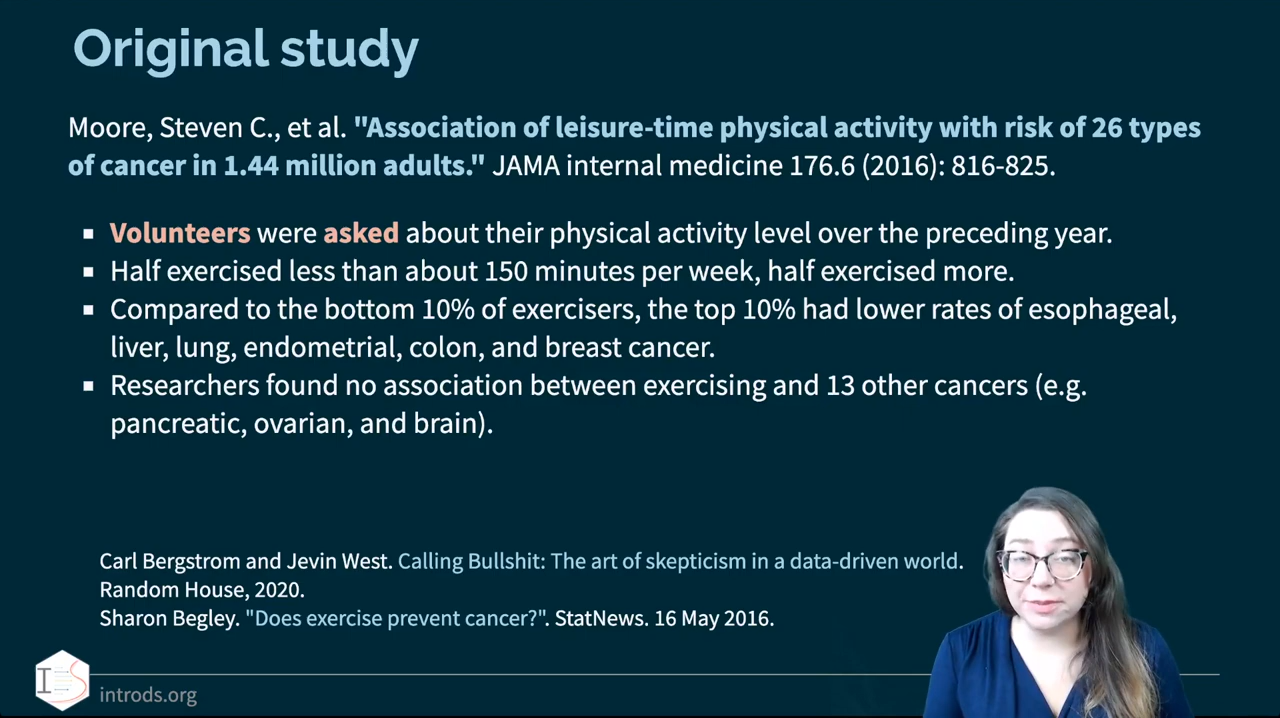 Original study
Moore, Steven C., et al. "Association of leisure-time physical activity with risk of 26 types
of cancer in 1.44 million adults." JAMA internal medicine 176.6 (2016): 816-825.
▪ Volunteers were asked about their physical activity level over the preceding year.
▪ Half exercised less than about 150 minutes per week, half exercised more.
▪ Compared to the bottom 10% of exercisers, the top 10% had lower rates of esophageal,
liver, lung, endometrial, colon, and breast cancer.
▪ Researchers found no association between exercising and 13 other cancers (e.g.
pancreatic, ovarian, and brain).
Carl Bergstrom and Jevin West. Calling Bullshit: The art of skepticism in a data-driven world.
Random House, 2020.
Sharon Begley. "Does exercise prevent cancer?". StatNews. 16 May 2016.
IDS
introds.org